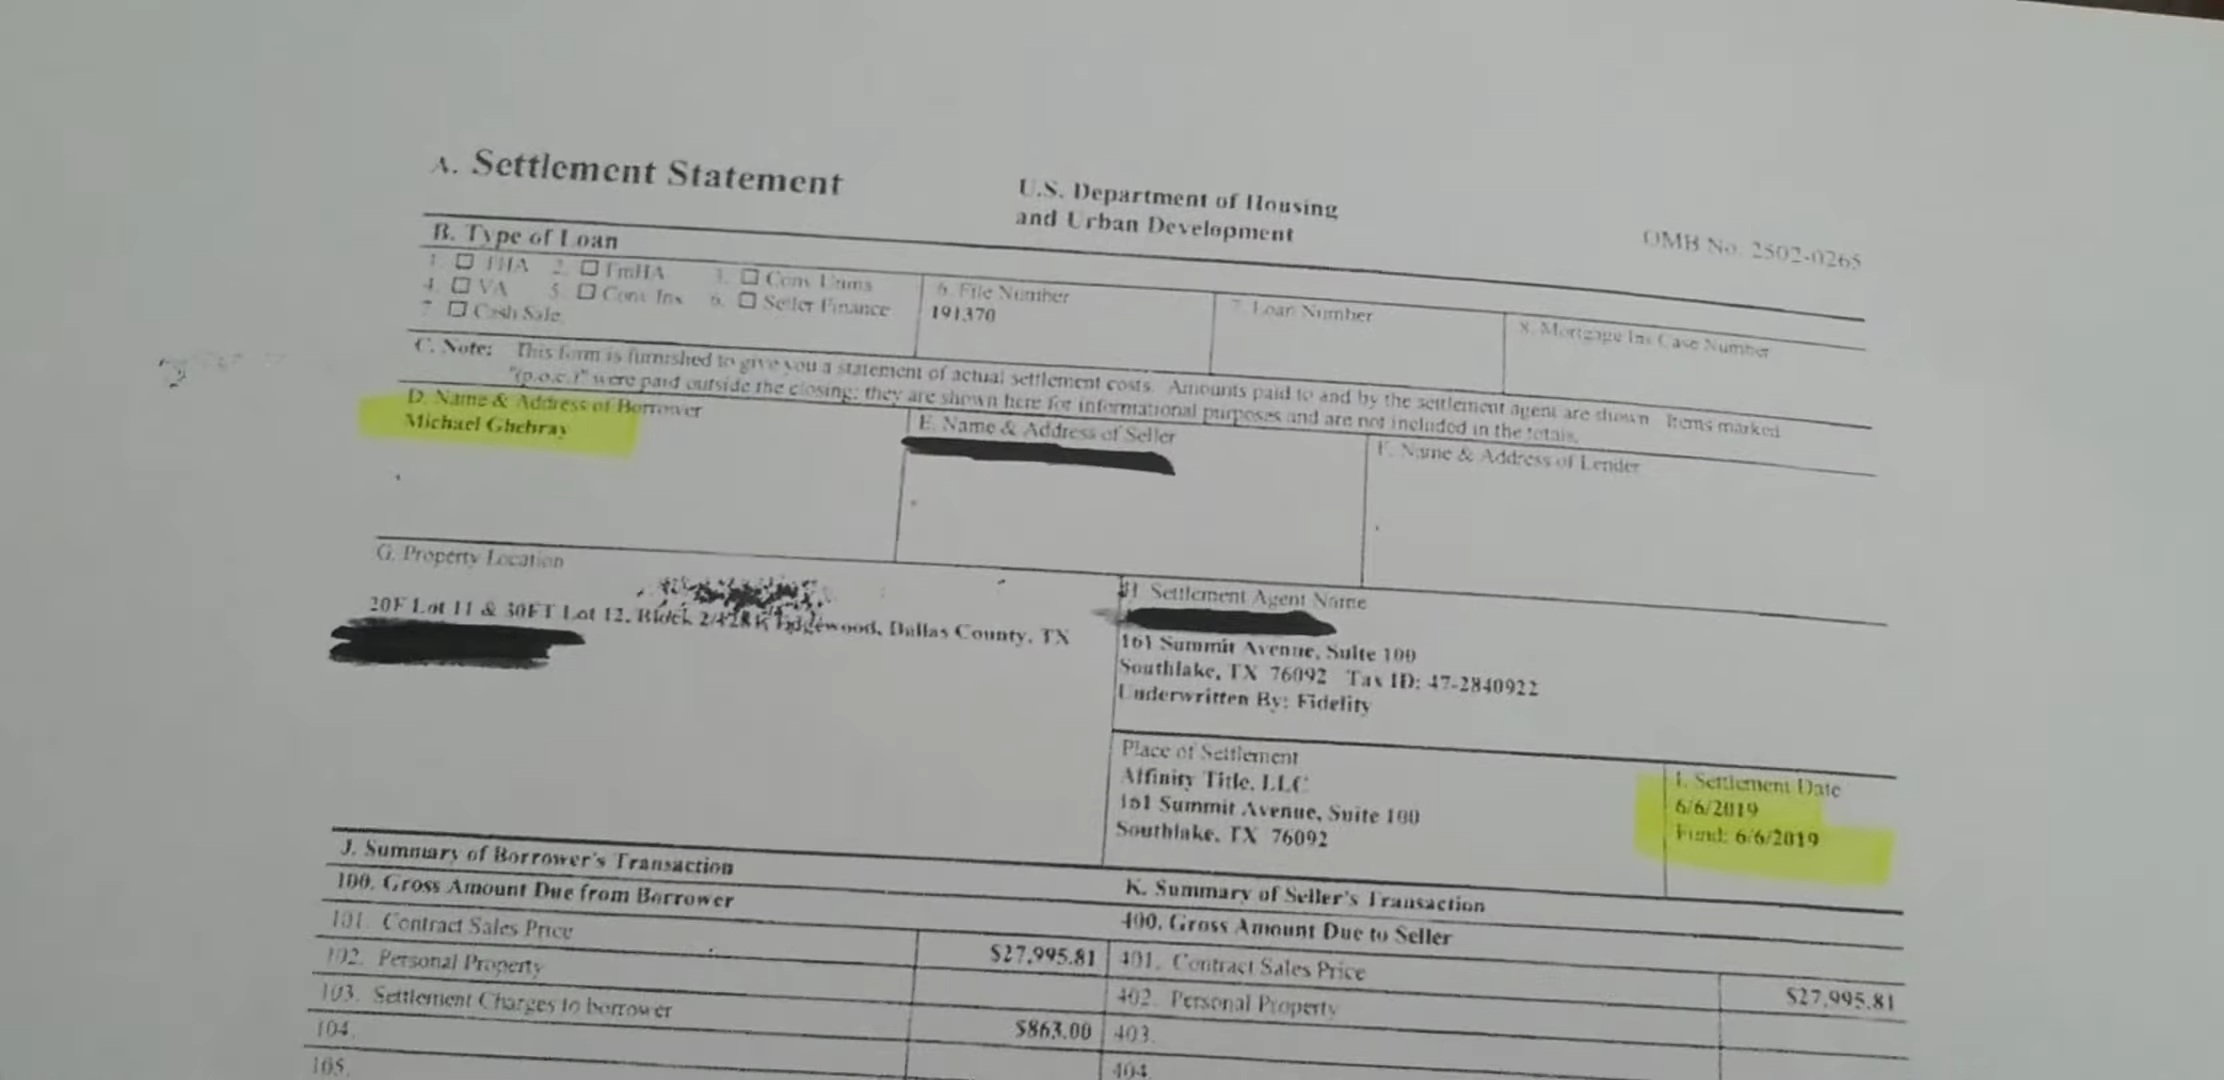 A. Settlement Statement
U.S. Department of Housing
and Urban Development
OMB No. 2502-0265
B. Type of Loan
1. ☐ FHA 2. ☐ FmHA 3. ☐ Conv Unins
4. ☐ VA 5. ☐ Conv Ins 6. ☐ Seller Finance
7. ☐ Cash Sale
6. File Number
191370
7. Loan Number
8. Mortgage Ins Case Number
C. Note: This form is furnished to give you a statement of actual settlement costs. Amounts paid to and by the settlement agent are shown. Items marked
"(p.o.c.)" were paid outside the closing; they are shown here for informational purposes and are not included in the totals.
D. Name & Address of Borrower
Michael Ghebray
E. Name & Address of Seller
F. Name & Address of Lender
G. Property Location
20F Lot 11 & 30FT Lot 12, Block Edgewood, Dallas County, TX
H. Settlement Agent Name
161 Summit Avenue, Suite 100
Southlake, TX 76092 Tax ID: 47-2840922
Underwritten By: Fidelity
Place of Settlement
Affinity Title, LLC
161 Summit Avenue, Suite 100
Southlake, TX 76092
I. Settlement Date
6/6/2019
Fund: 6/6/2019
J. Summary of Borrower's Transaction
100. Gross Amount Due from Borrower
101. Contract Sales Price $27,995.81
102. Personal Property
103. Settlement Charges to borrower $863.00
104.
105.
K. Summary of Seller's Transaction
400. Gross Amount Due to Seller
401. Contract Sales Price $27,995.81
402. Personal Property
403.
404.